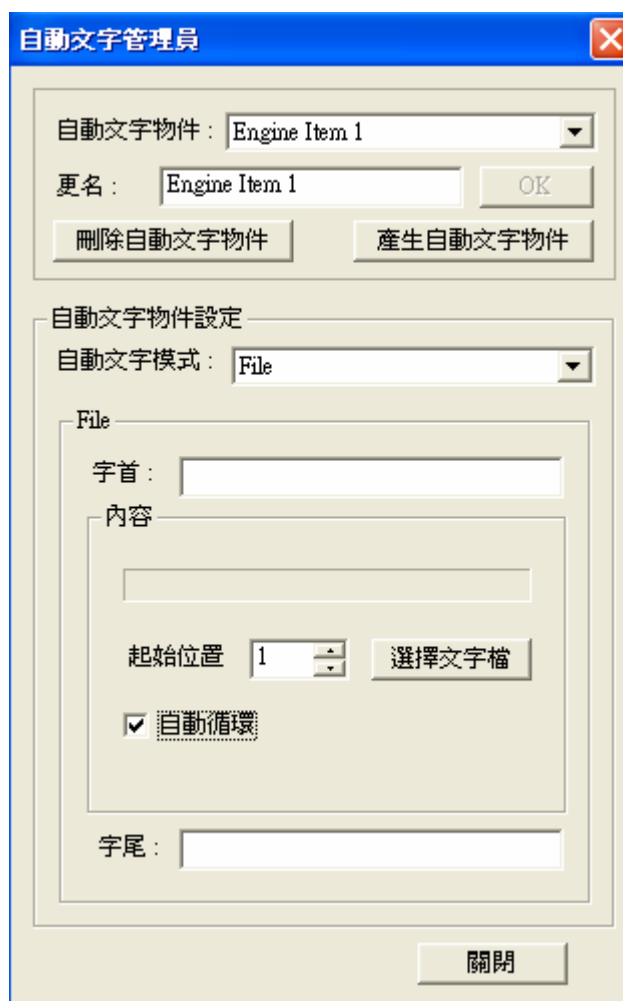 自動文字管理員
自動文字物件： Engine Item 1
更名： Engine Item 1 OK
刪除自動文字物件 產生自動文字物件
自動文字物件設定
自動文字模式： File
File
字首：
內容
起始位置 1 選擇文字檔
自動循環
字尾：
關閉